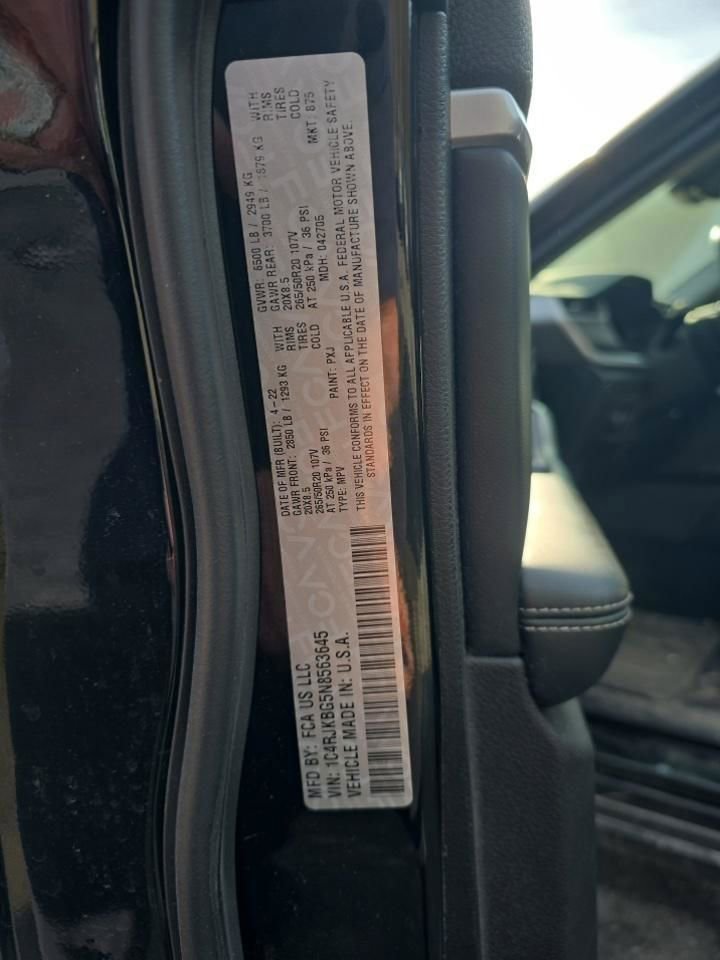 MFD BY: FCA US LLC
VIN: 1C4RJKBG5N8563645
VEHICLE MADE IN: U.S.A.
DATE OF MFR (BUILT): 4-22
GAWR FRONT: 2850 LB / 1293 KG WITH
20X8.5 RIMS
265/50R20 107V TIRES
AT 250 kPa / 36 PSI COLD
TYPE: MPV PAINT: PXJ
GVWR: 6500 LB / 2949 KG
GAWR REAR: 3700 LB / 1679 KG WITH
20X8.5 RIMS
265/50R20 107V TIRES
AT 250 kPa / 36 PSI COLD
MDH: 042705 MKT: 875
THIS VEHICLE CONFORMS TO ALL APPLICABLE U.S.A. FEDERAL MOTOR VEHICLE SAFETY
STANDARDS IN EFFECT ON THE DATE OF MANUFACTURE SHOWN ABOVE.